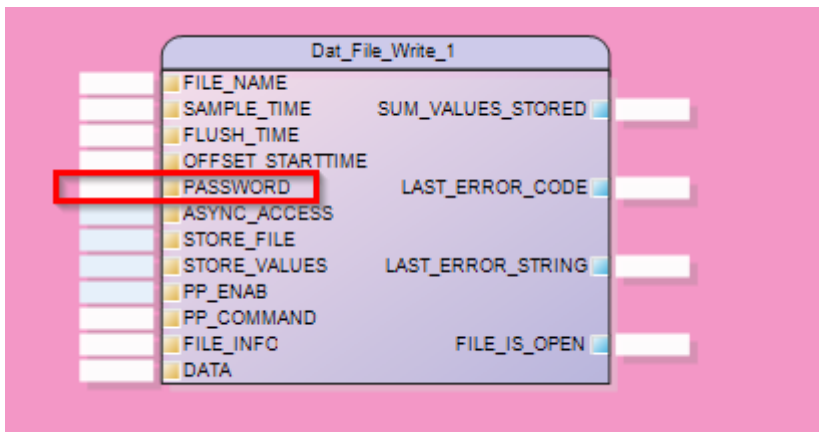 Dat_File_Write_1
FILE_NAME
SAMPLE_TIME SUM_VALUES_STORED
FLUSH_TIME
OFFSET_STARTTIME
PASSWORD LAST_ERROR_CODE
ASYNC_ACCESS
STORE_FILE
STORE_VALUES LAST_ERROR_STRING
PP_ENAB
PP_COMMAND
FILE_INFO FILE_IS_OPEN
DATA